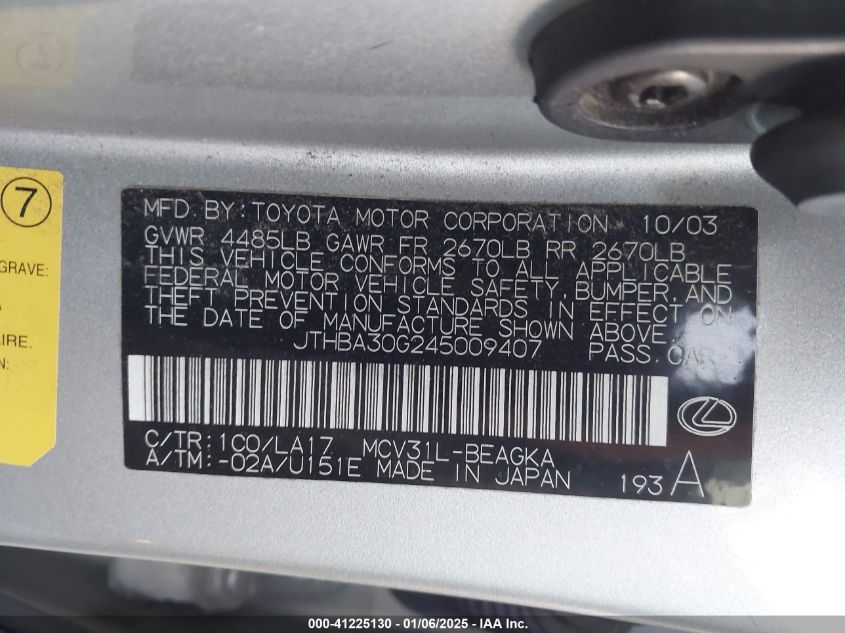 7
GRAVE:
AIRE.
N:
MFD. BY: TOYOTA MOTOR CORPORATION 10/03
GVWR 4485LB GAWR FR 2670LB RR 2670LB
THIS VEHICLE CONFORMS TO ALL APPLICABLE
FEDERAL MOTOR VEHICLE SAFETY, BUMPER, AND
THEFT PREVENTION STANDARDS IN EFFECT ON
THE DATE OF MANUFACTURE SHOWN ABOVE.
JTHBA30G245009407 PASS. CAR
C/TR: 1C0/LA17 MCV31L-BEAGKA
A/TM: -02A/U151E MADE IN JAPAN
193 A
000-41225130 - 01/06/2025 - © IAA Inc.